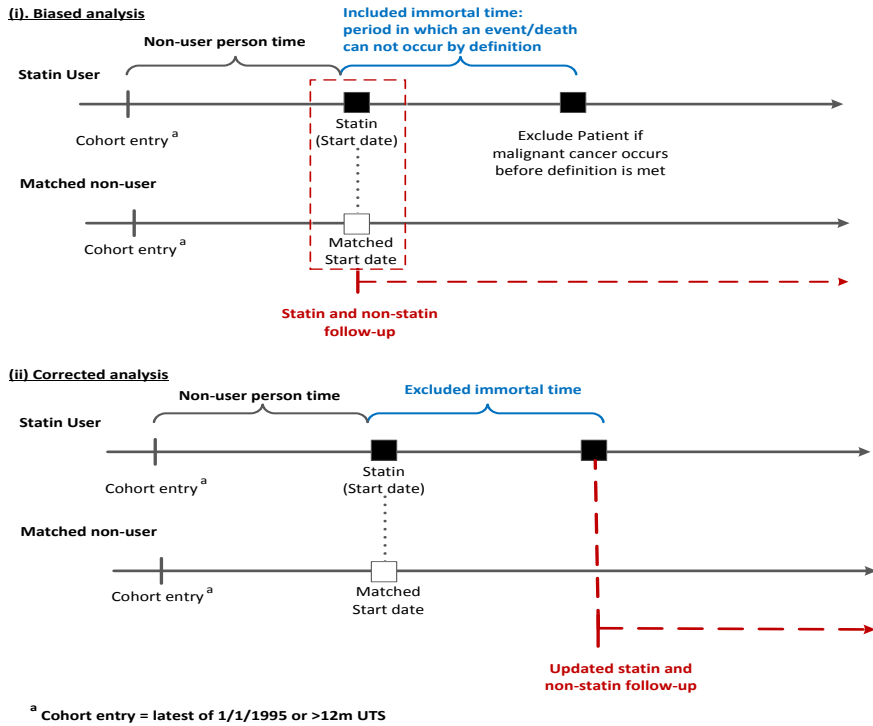 (i). Biased analysis
Included immortal time:
period in which an event/death
can not occur by definition
Non-user person time
Statin User
Cohort entry a
Statin
(Start date)
Exclude Patient if
malignant cancer occurs
before definition is met
Matched non-user
Cohort entry a
Matched
Start date
Statin and non-statin
follow-up
(ii) Corrected analysis
Non-user person time
Excluded immortal time
Statin User
Cohort entry a
Statin
(Start date)
Matched non-user
Cohort entry a
Matched
Start date
Updated statin and
non-statin follow-up
a Cohort entry = latest of 1/1/1995 or >12m UTS